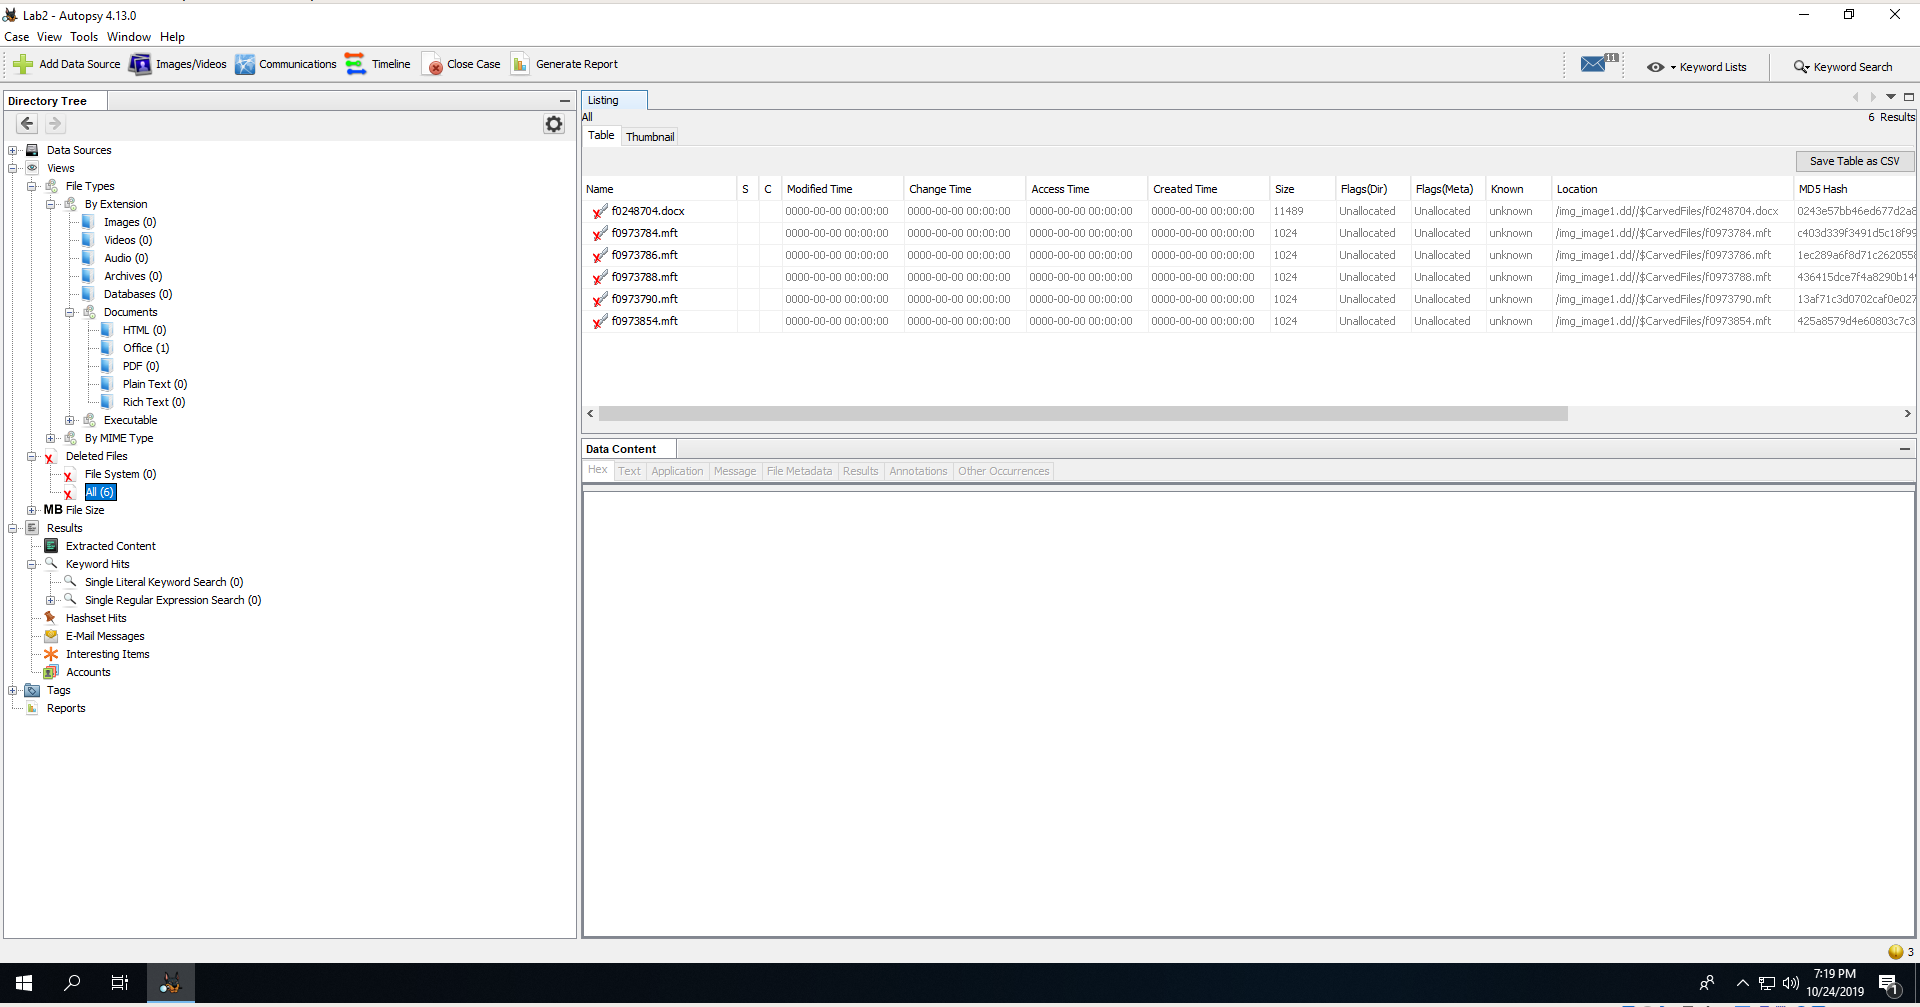 Lab2 - Autopsy 4.13.0
Case View Tools Window Help
Add Data Source Images/Videos Communications Timeline Close Case Generate Report 11 Keyword Lists Keyword Search
Directory Tree
Data Sources
Views
File Types
By Extension
Images (0)
Videos (0)
Audio (0)
Archives (0)
Databases (0)
Documents
HTML (0)
Office (1)
PDF (0)
Plain Text (0)
Rich Text (0)
Executable
By MIME Type
Deleted Files
File System (0)
All (6)
MB File Size
Results
Extracted Content
Keyword Hits
Single Literal Keyword Search (0)
Single Regular Expression Search (0)
Hashset Hits
E-Mail Messages
Interesting Items
Accounts
Tags
Reports
Listing
All
6 Results
Table Thumbnail
Save Table as CSV
Name S C Modified Time Change Time Access Time Created Time Size Flags(Dir) Flags(Meta) Known Location MD5 Hash
f0248704.docx 0000-00-00 00:00:00 0000-00-00 00:00:00 0000-00-00 00:00:00 0000-00-00 00:00:00 11489 Unallocated Unallocated unknown /img_image1.dd//$CarvedFiles/f0248704.docx 0243e57bb46ed677d2a8
f0973784.mft 0000-00-00 00:00:00 0000-00-00 00:00:00 0000-00-00 00:00:00 0000-00-00 00:00:00 1024 Unallocated Unallocated unknown /img_image1.dd//$CarvedFiles/f0973784.mft c403d339f3491d5c18f99
f0973786.mft 0000-00-00 00:00:00 0000-00-00 00:00:00 0000-00-00 00:00:00 0000-00-00 00:00:00 1024 Unallocated Unallocated unknown /img_image1.dd//$CarvedFiles/f0973786.mft 1ec289a6f8d71c2620558
f0973788.mft 0000-00-00 00:00:00 0000-00-00 00:00:00 0000-00-00 00:00:00 0000-00-00 00:00:00 1024 Unallocated Unallocated unknown /img_image1.dd//$CarvedFiles/f0973788.mft 436415dce7f4a8290b149
f0973790.mft 0000-00-00 00:00:00 0000-00-00 00:00:00 0000-00-00 00:00:00 0000-00-00 00:00:00 1024 Unallocated Unallocated unknown /img_image1.dd//$CarvedFiles/f0973790.mft 13af71c3d0702caf0e027
f0973854.mft 0000-00-00 00:00:00 0000-00-00 00:00:00 0000-00-00 00:00:00 0000-00-00 00:00:00 1024 Unallocated Unallocated unknown /img_image1.dd//$CarvedFiles/f0973854.mft 425a8579d4e60803c7c3
Data Content
Hex Text Application Message File Metadata Results Annotations Other Occurrences
3
7:19 PM
10/24/2019
1